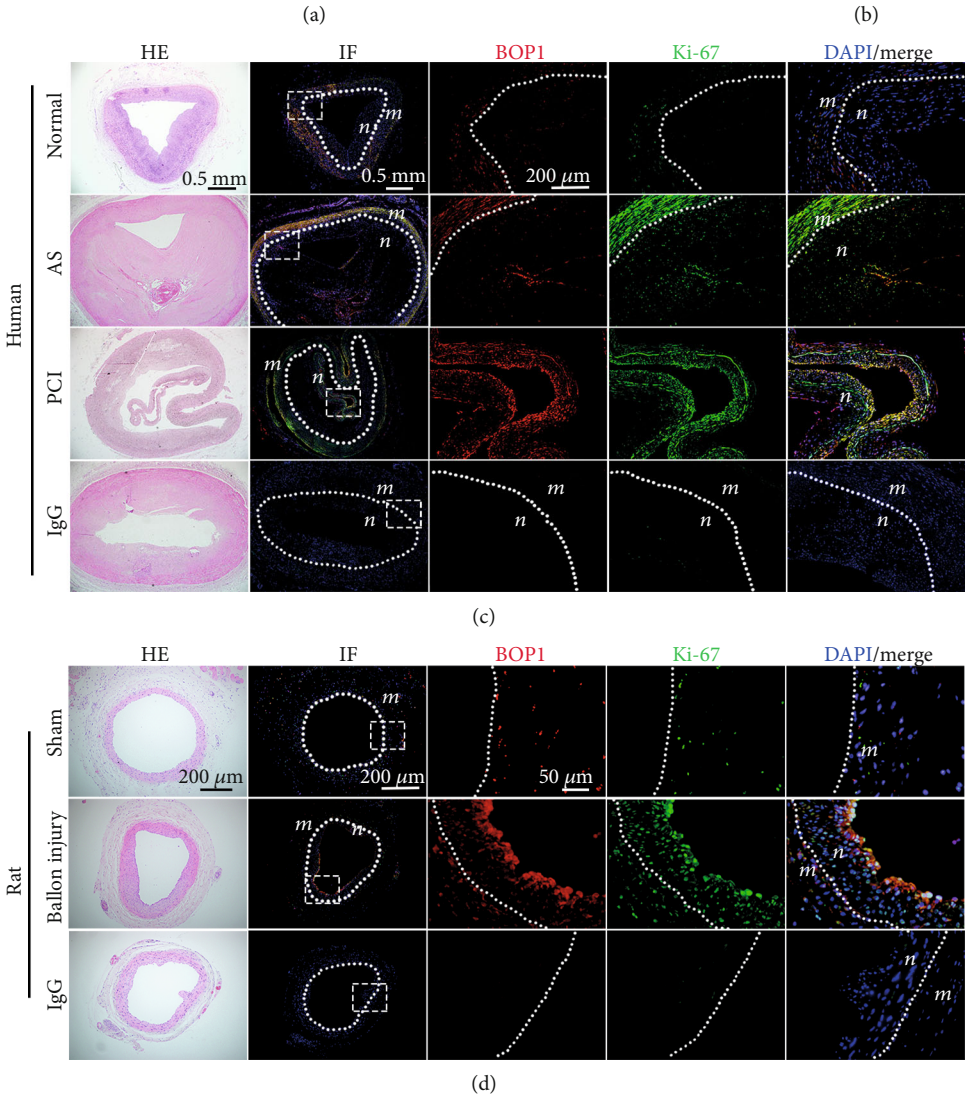 (a) (b)
HE IF BOP1 Ki-67 DAPI/merge
Human
Normal
0.5 mm
m
n
0.5 mm
200 µm
m
n
AS
m
n
m
n
PCI
m
n
n
IgG
m
n
m
n
m
n
m
n
(c)
HE IF BOP1 Ki-67 DAPI/merge
Rat
Sham
200 µm
m
200 µm
50 µm
m
Ballon injury
m
n
n
m
IgG
n
m
(d)